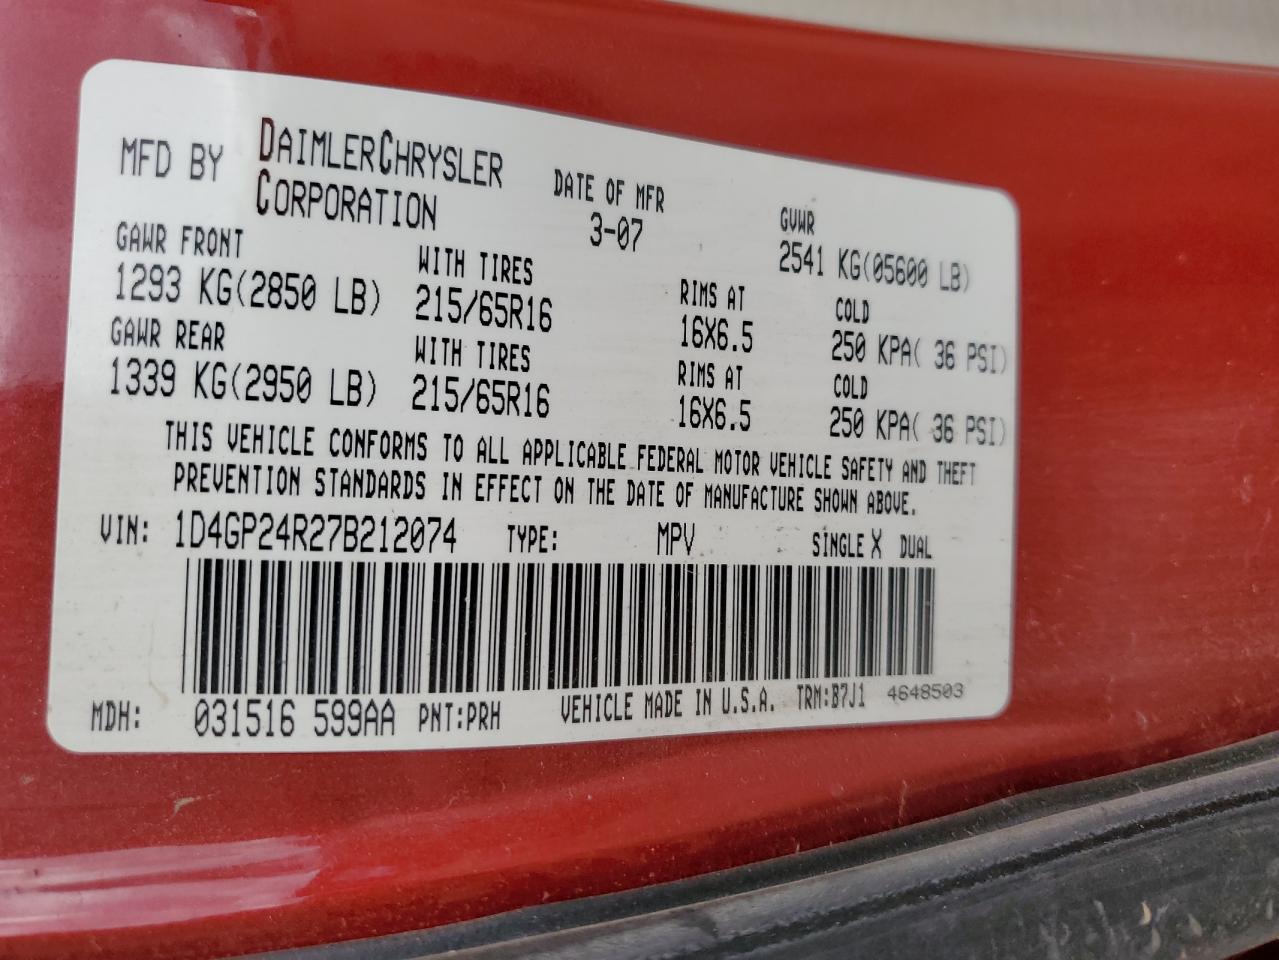 MFD BY DAIMLERCHRYSLER CORPORATION
DATE OF MFR 3-07
GVWR 2541 KG(05600 LB)
GAWR FRONT WITH TIRES RIMS AT COLD
1293 KG(2850 LB) 215/65R16 16X6.5 250 KPA( 36 PSI)
GAWR REAR WITH TIRES RIMS AT COLD
1339 KG(2950 LB) 215/65R16 16X6.5 250 KPA( 36 PSI)
THIS VEHICLE CONFORMS TO ALL APPLICABLE FEDERAL MOTOR VEHICLE SAFETY AND THEFT
PREVENTION STANDARDS IN EFFECT ON THE DATE OF MANUFACTURE SHOWN ABOVE.
VIN: 1D4GP24R27B212074 TYPE: MPV SINGLE X DUAL
MDH: 031516 599AA PNT:PRH VEHICLE MADE IN U.S.A. TRM:B7J1 4648503